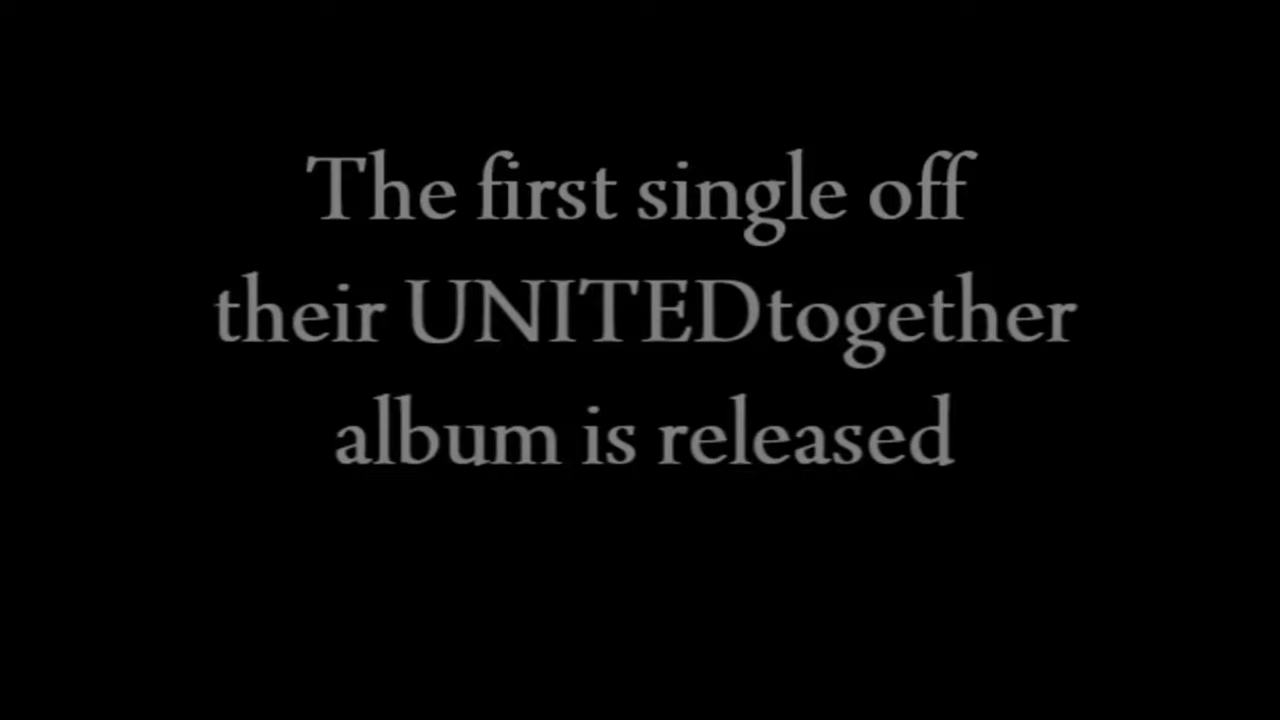 The first single off
their UNITEDtogether
album is released